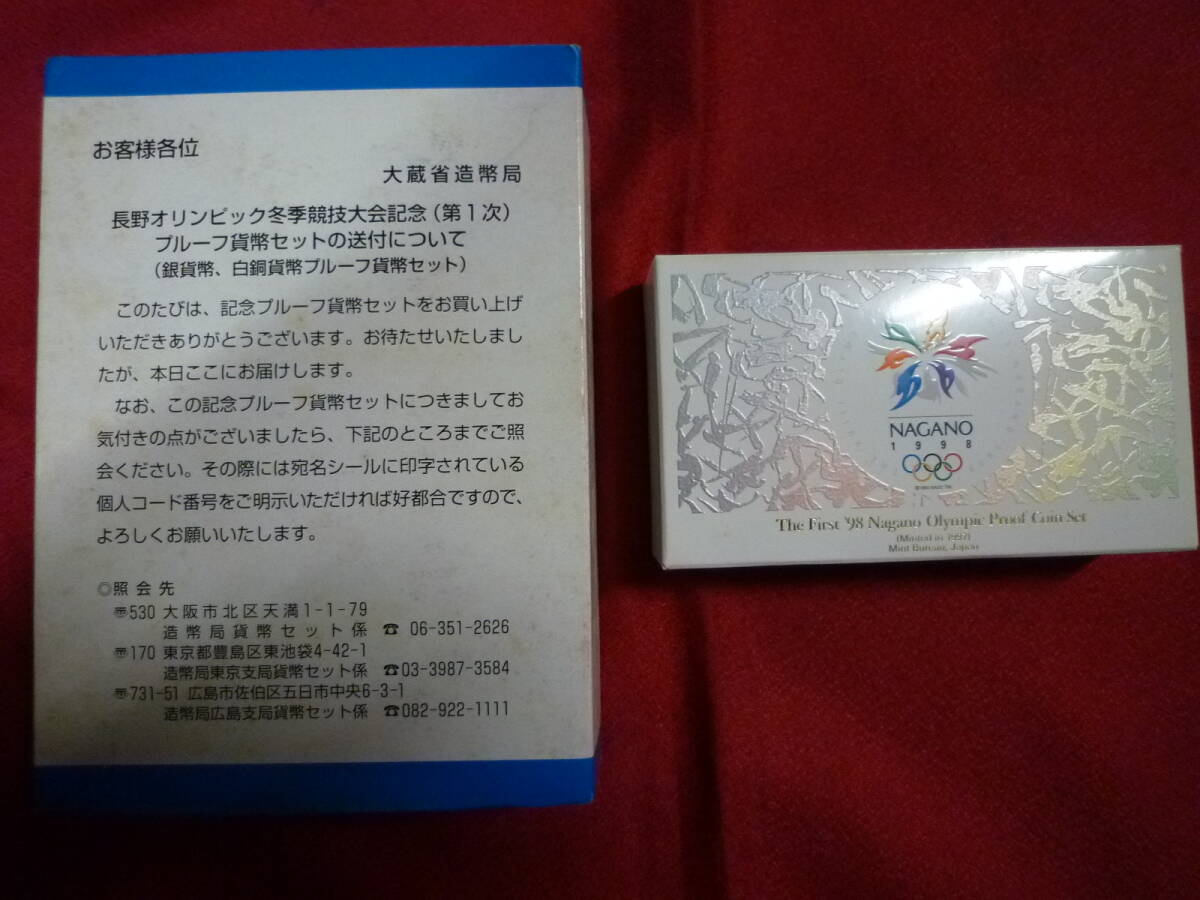 お客様各位
大蔵省造幣局
長野オリンピック冬季競技大会記念(第1次)
プルーフ貨幣セットの送付について
(銀貨幣、白銅貨幣プルーフ貨幣セット)
このたびは、記念プルーフ貨幣セットをお買い上げ
いただきありがとうございます。お待たせいたしまし
たが、本日ここにお届けします。
なお、この記念プルーフ貨幣セットにつきましてお
気付きの点がございましたら、下記のところまでご照
会ください。その際には宛名シールに印字されている
個人コード番号をご明示いただければ好都合ですので、
よろしくお願いいたします。
◎照会先
〠530 大阪市北区天満1-1-79
造幣局貨幣セット係 ☎ 06-351-2626
〠170 東京都豊島区東池袋4-42-1
造幣局東京支局貨幣セット係 ☎03-3987-3584
〠731-51 広島市佐伯区五日市中央6-3-1
造幣局広島支局貨幣セット係 ☎082-922-1111
NAGANO
1998
The First '98 Nagano Olympic Proof Coin Set
(Minted in 1997)
Mint Bureau, Japan